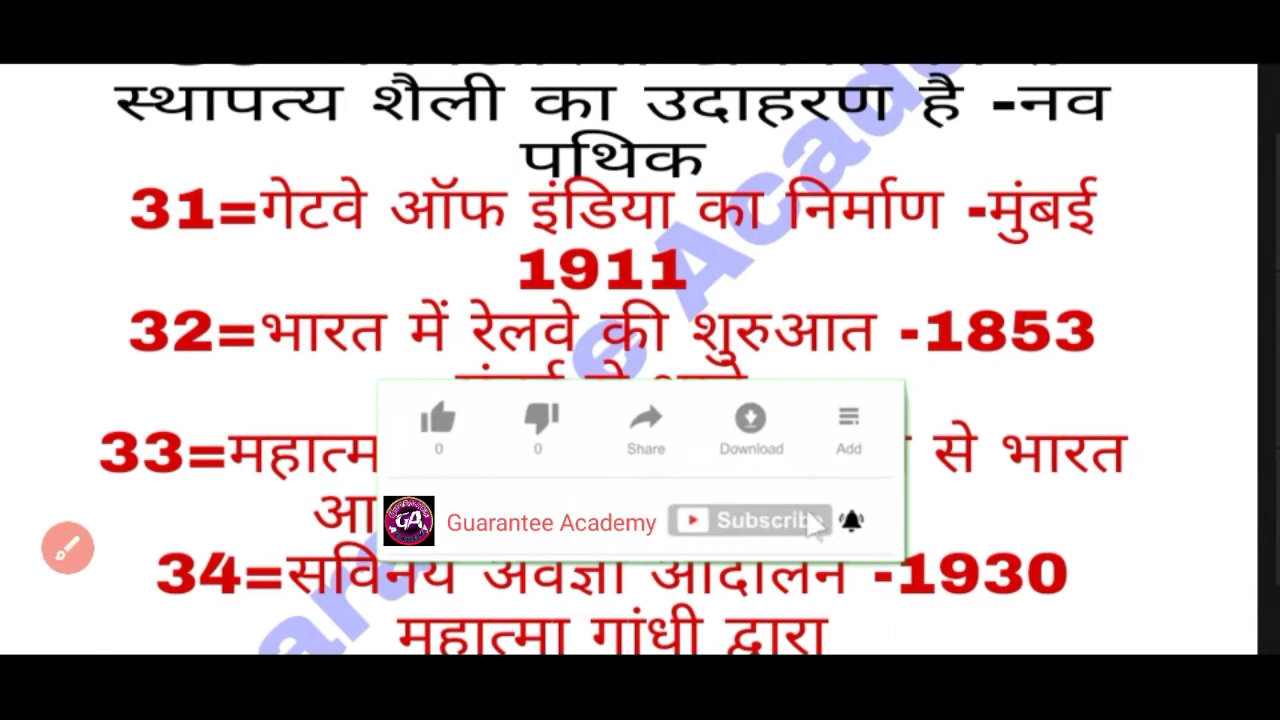 स्थापत्य शैली का उदाहरण है -नव
पथिक
31=गेटवे ऑफ इंडिया का निर्माण -मुंबई
1911
32=भारत में रेलवे की शुरुआत -1853
33=महात्म से भारत
आ
34=सविनय अवज्ञा आंदोलन -1930
महात्मा गांधी द्वारा
0 0 Share Download Add
GA Guarantee Academy Subscribe